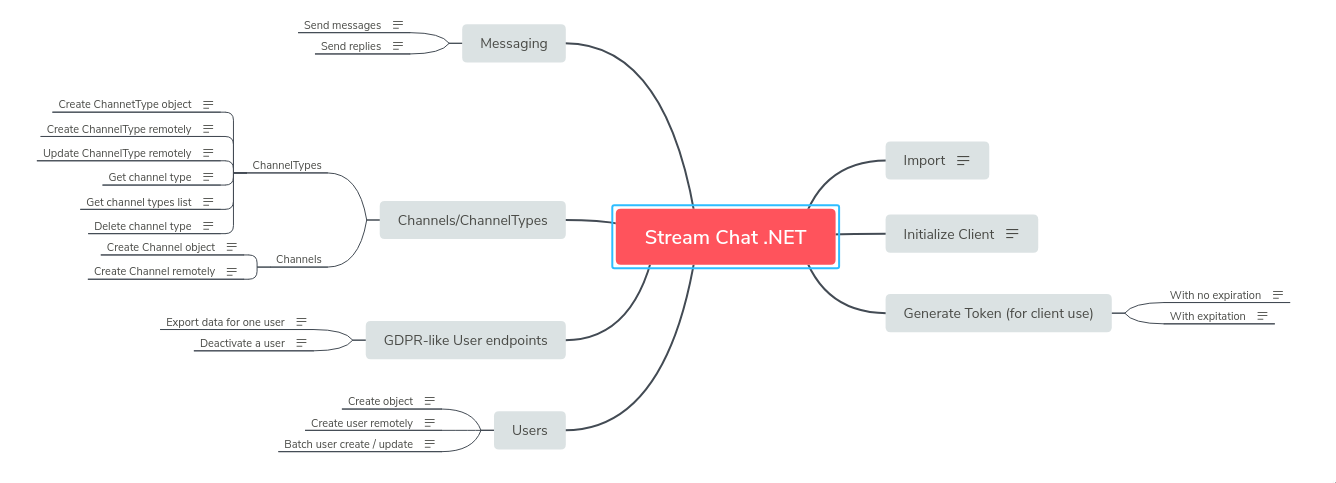 Send messages
Send replies
Messaging
Create ChannetType object
Create ChannelType remotely
Update ChannelType remotely
Get channel type
Get channel types list
Delete channel type
ChannelTypes
Create Channel object
Create Channel remotely
Channels
Channels/ChannelTypes
Export data for one user
Deactivate a user
GDPR-like User endpoints
Create object
Create user remotely
Batch user create / update
Users
Stream Chat .NET
Import
Initialize Client
Generate Token (for client use)
With no expiration
With expitation